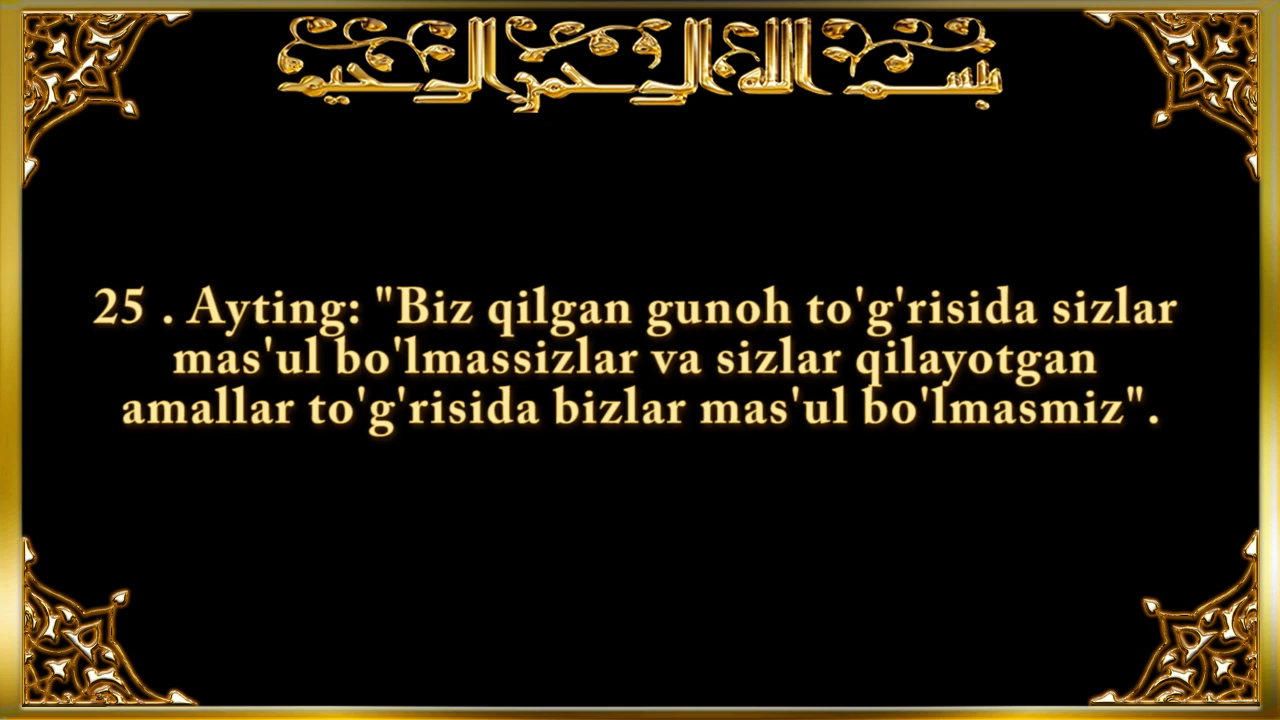 بسم الله الرحمن الرحيم
25 . Ayting: "Biz qilgan gunoh to'g'risida sizlar
mas'ul bo'lmassizlar va sizlar qilayotgan
amallar to'g'risida bizlar mas'ul bo'lmasmiz".